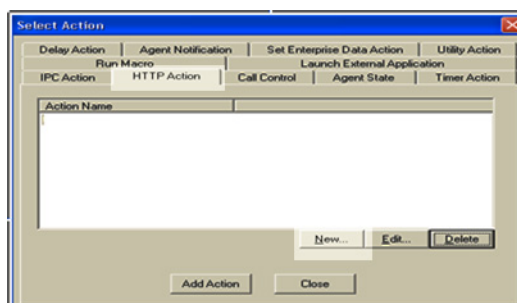 Select Action
Delay Action Agent Notification Set Enterprise Data Action Utility Action
Run Macro Launch External Application
IPC Action HTTP Action Call Control Agent State Timer Action
Action Name
New... Edit... Delete
Add Action Close